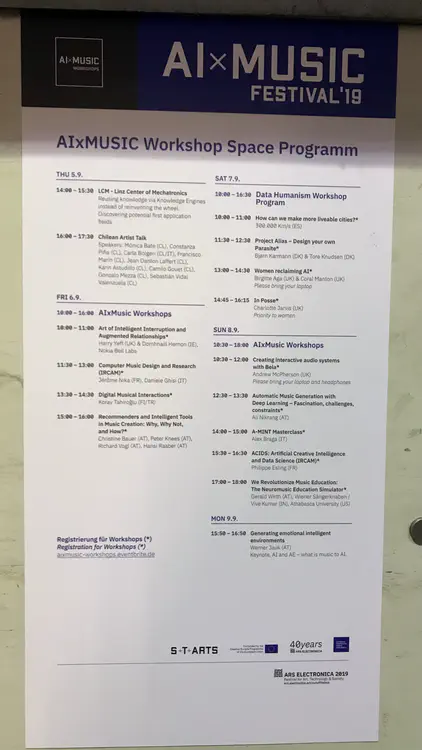 AI×MUSIC
WORKSHOPS
AI×MUSIC
FESTIVAL'19
AIxMUSIC Workshop Space Programm
THU 5.9.
14:00 – 15:30 LCM - Linz Center of Mechatronics
Reusing knowledge via Knowledge Engines
instead of reinventing the wheel.
Discovering potential first application
fields
16:00 – 17:30 Chilean Artist Talk
Speakers: Mónica Bate (CL), Constanza
Piña (CL), Carla Bolgeri (CL/IT), Francisco
Marín (CL), Jean Danton Laffert (CL),
Karin Astudillo (CL), Camilo Gouet (CL),
Gonzalo Mezza (CL), Sebastián Vidal
Valenzuela (CL)
FRI 6.9.
10:00 – 16:00 AIxMusic Workshops
10:00 – 11:00 Art of Intelligent Interruption and
Augmented Relationships*
Harry Yeff (UK) & Domhnaill Hernon (IE),
Nokia Bell Labs
11:30 – 13:00 Computer Music Design and Research
(IRCAM)*
Jérôme Nika (FR), Daniele Ghisi (IT)
13:30 – 14:30 Digital Musical Interactions*
Koray Tahiroğlu (FI/TR)
15:00 – 16:00 Recommenders and Intelligent Tools
in Music Creation: Why, Why Not,
and How?*
Christine Bauer (AT), Peter Knees (AT),
Richard Vogl (AT), Hansi Raaber (AT)
Registrierung für Workshops (*)
Registration for Workshops (*)
aixmusic-workshops.eventbrite.de
SAT 7.9.
10:00 – 16:30 Data Humanism Workshop
Program
10:00 – 11:00 How can we make more liveable cities?*
300.000 Km/s (ES)
11:30 – 12:30 Project Alias – Design your own
Parasite*
Bjørn Karmann (DK) & Tore Knudsen (DK)
13:00 – 14:30 Women reclaiming AI*
Birgitte Aga (UK) & Coral Manton (UK)
Please bring your laptop
14:45 – 16:15 In Posse*
Charlotte Jarvis (UK)
Priority to women
SUN 8.9.
10:30 – 18:00 AIxMusic Workshops
10:30 – 12:00 Creating interactive audio systems
with Bela*
Andrew McPherson (UK)
Please bring your laptop and headphones
12:30 – 13:30 Automatic Music Generation with
Deep Learning – Fascination, challenges,
constraints*
Ali Nikrang (AT)
14:00 – 15:00 A-MINT Masterclass*
Alex Braga (IT)
15:30 – 16:30 ACIDS: Artificial Creative Intelligence
and Data Science (IRCAM)*
Philippe Esling (FR)
17:00 – 18:00 We Revolutionize Music Education:
The Neuromusic Education Simulator*
Gerald Wirth (AT), Wiener Sängerknaben /
Vive Kumar (IN), Athabasca University (US)
MON 9.9.
15:50 – 16:50 Generating emotional intelligent
environments
Werner Jauk (AT)
Keynote, AI and AE – what is music to AI.
S+T+ARTS
40years
ARS ELECTRONICA
ARS ELECTRONICA 2019
Festival for Art, Technology & Society